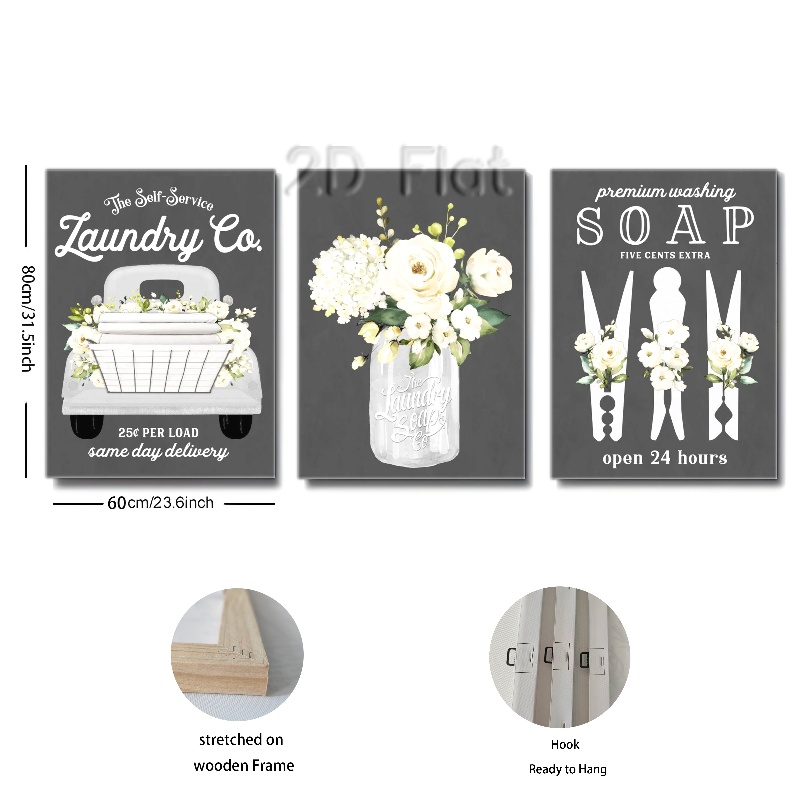 2D Flat
The Self-Service
Laundry Co.
25¢ PER LOAD
same day delivery
The
Laundry
Soap
Co
premium washing
SOAP
FIVE CENTS EXTRA
open 24 hours
80cm/31.5inch
60cm/23.6inch
stretched on
wooden Frame
Hook
Ready to Hang